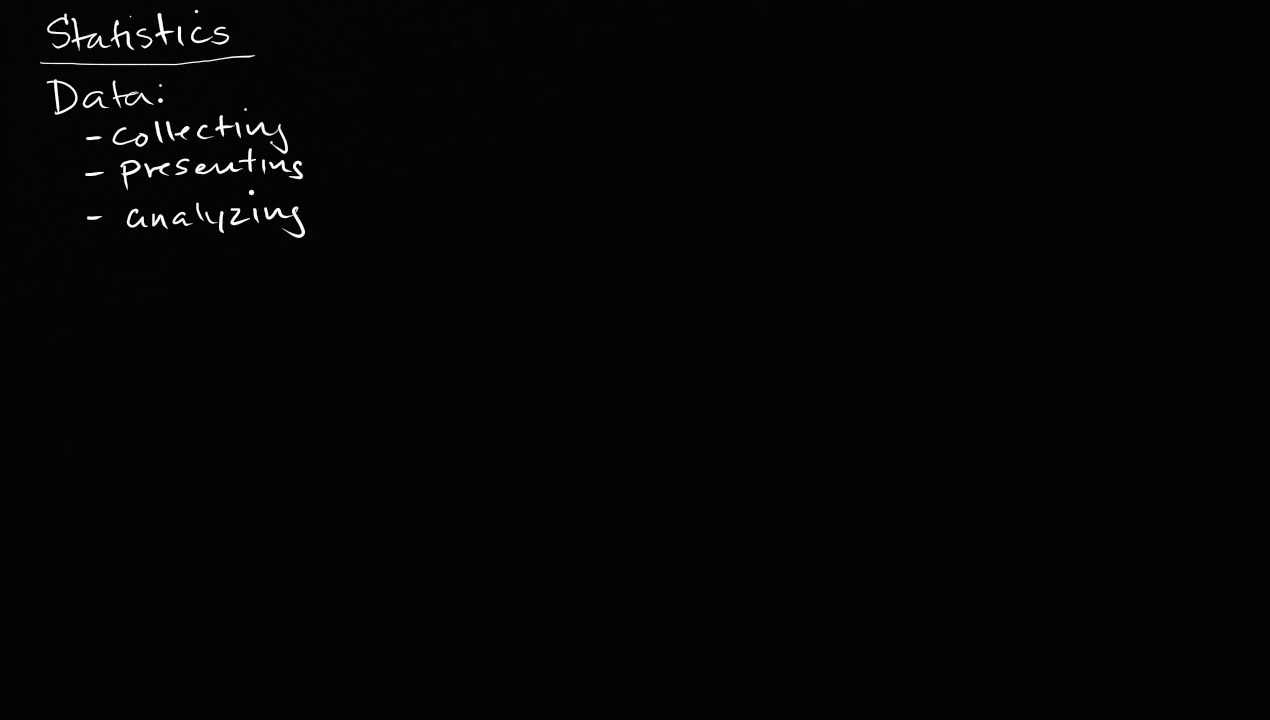 Statistics
Data:
- collecting
- presenting
- analyzing